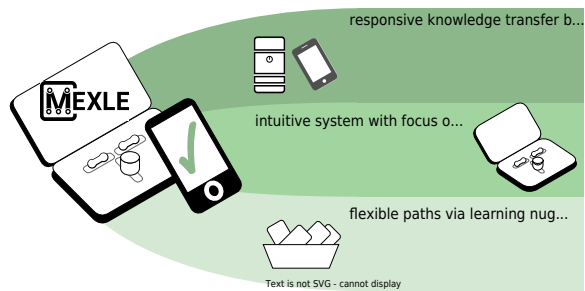 responsive knowledge transfer b...
MEXLE
intuitive system with focus o...
flexible paths via learning nug...
Text is not SVG - cannot display